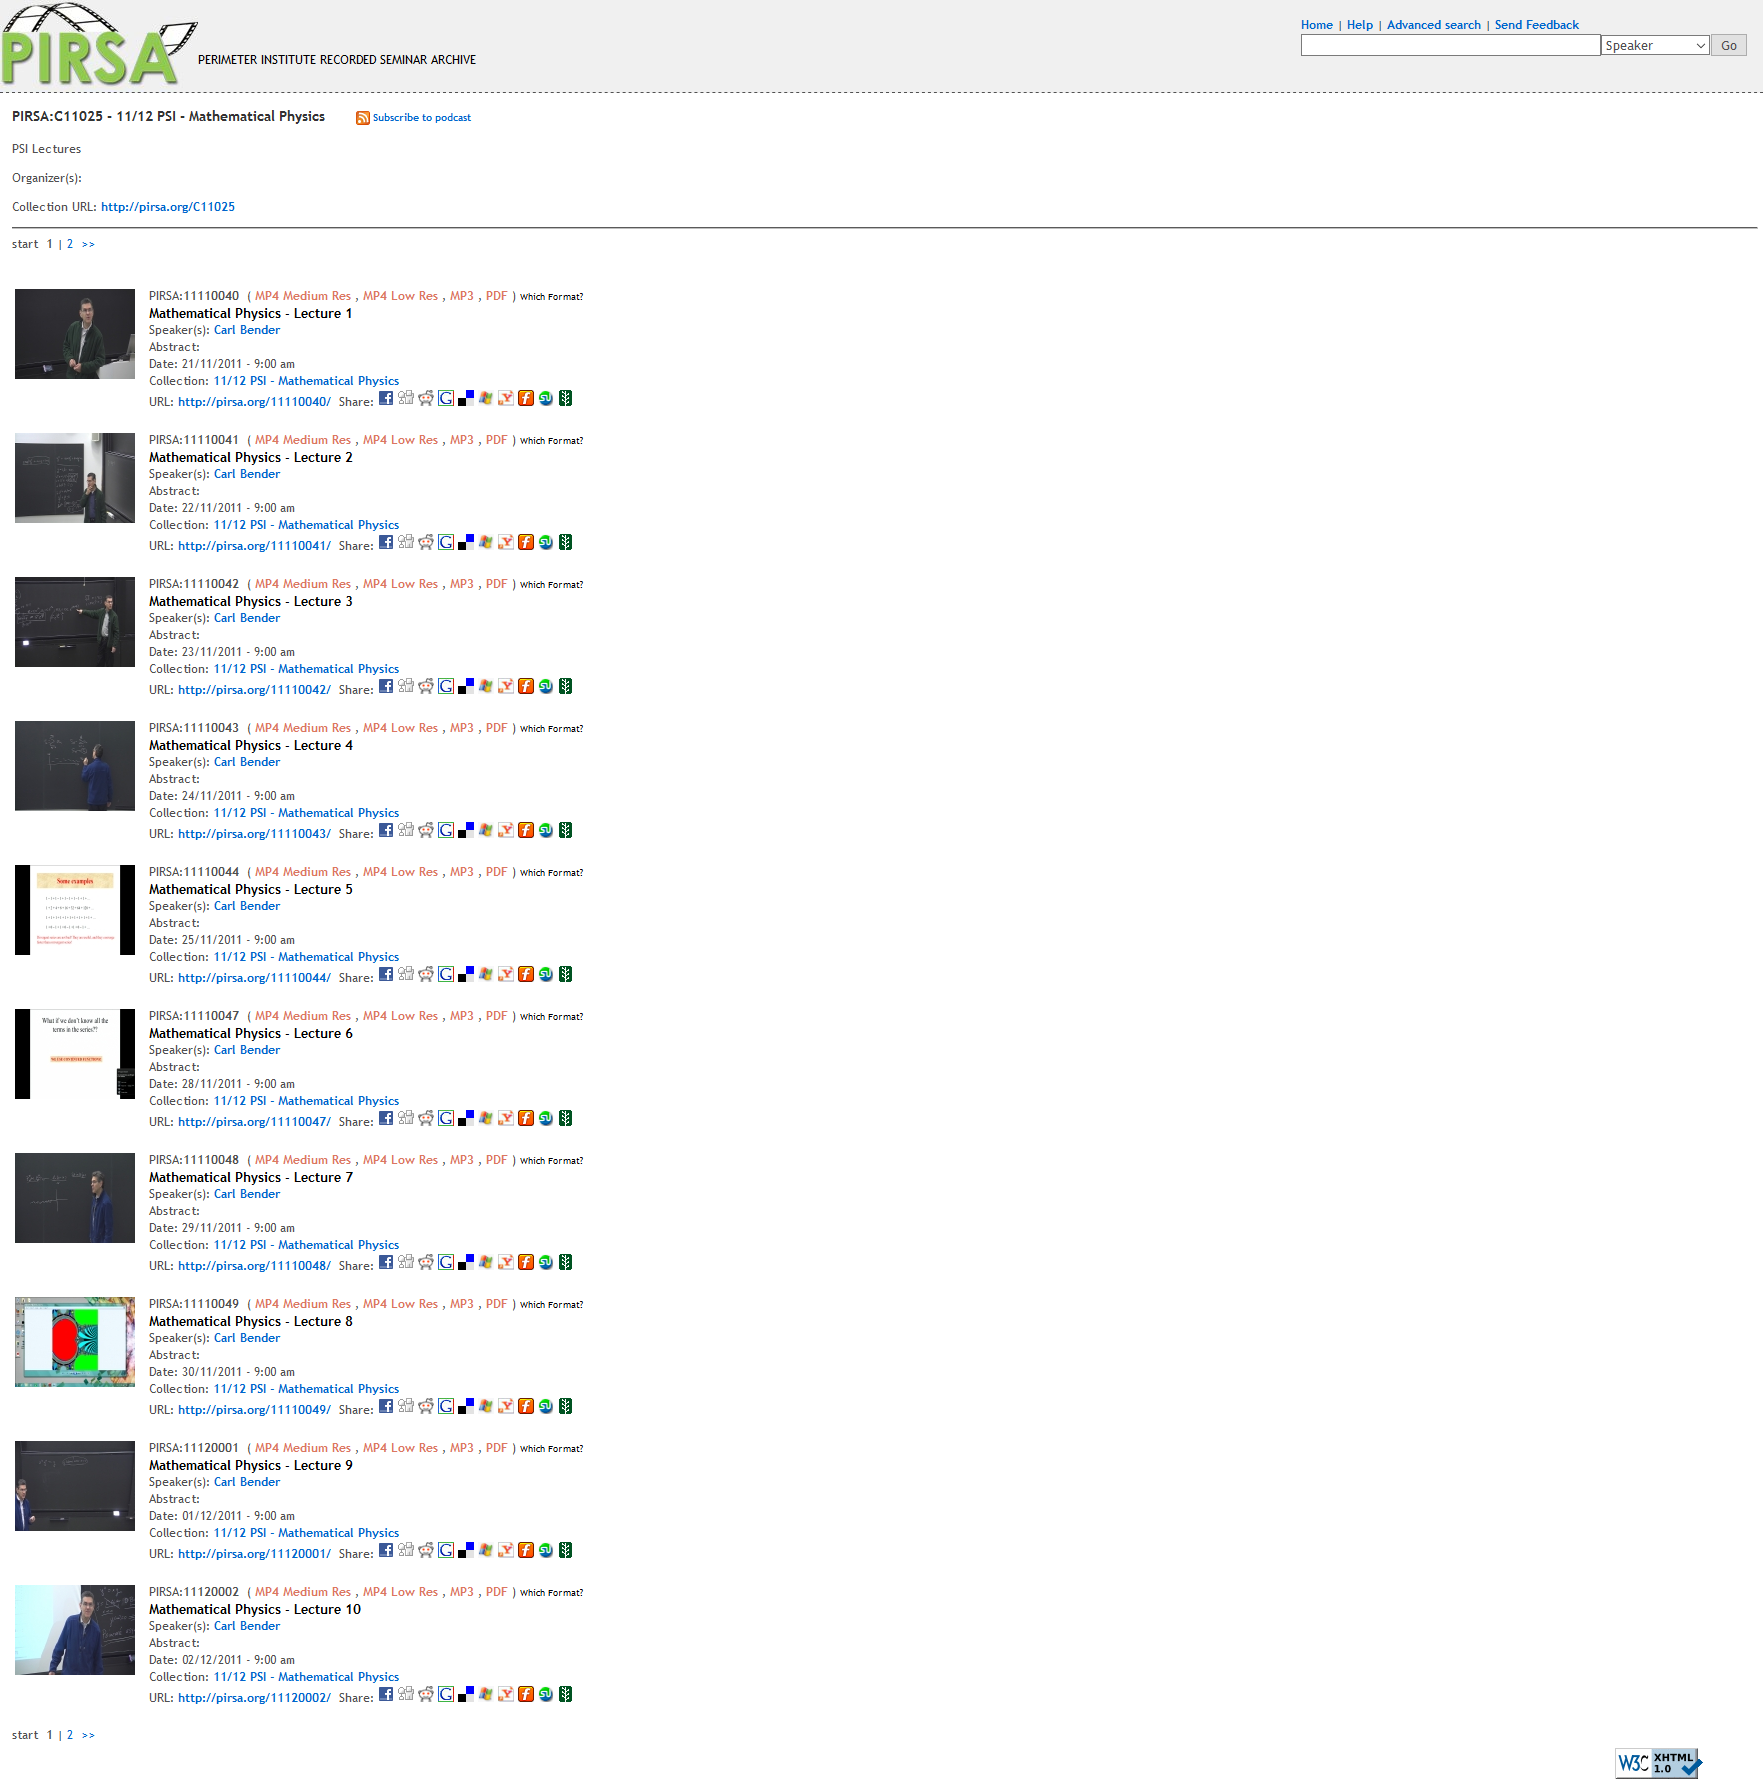 PIRSA
PERIMETER INSTITUTE RECORDED SEMINAR ARCHIVE
Home | Help | Advanced search | Send Feedback
Speaker Go
PIRSA:C11025 - 11/12 PSI - Mathematical Physics Subscribe to podcast
PSI Lectures
Organizer(s):
Collection URL: http://pirsa.org/C11025
start 1 | 2 >>
PIRSA:11110040 ( MP4 Medium Res , MP4 Low Res , MP3 , PDF ) Which Format?
Mathematical Physics - Lecture 1
Speaker(s): Carl Bender
Abstract:
Date: 21/11/2011 - 9:00 am
Collection: 11/12 PSI - Mathematical Physics
URL: http://pirsa.org/11110040/ Share:
PIRSA:11110041 ( MP4 Medium Res , MP4 Low Res , MP3 , PDF ) Which Format?
Mathematical Physics - Lecture 2
Speaker(s): Carl Bender
Abstract:
Date: 22/11/2011 - 9:00 am
Collection: 11/12 PSI - Mathematical Physics
URL: http://pirsa.org/11110041/ Share:
PIRSA:11110042 ( MP4 Medium Res , MP4 Low Res , MP3 , PDF ) Which Format?
Mathematical Physics - Lecture 3
Speaker(s): Carl Bender
Abstract:
Date: 23/11/2011 - 9:00 am
Collection: 11/12 PSI - Mathematical Physics
URL: http://pirsa.org/11110042/ Share:
PIRSA:11110043 ( MP4 Medium Res , MP4 Low Res , MP3 , PDF ) Which Format?
Mathematical Physics - Lecture 4
Speaker(s): Carl Bender
Abstract:
Date: 24/11/2011 - 9:00 am
Collection: 11/12 PSI - Mathematical Physics
URL: http://pirsa.org/11110043/ Share:
Some examples
PIRSA:11110044 ( MP4 Medium Res , MP4 Low Res , MP3 , PDF ) Which Format?
Mathematical Physics - Lecture 5
Speaker(s): Carl Bender
Abstract:
Date: 25/11/2011 - 9:00 am
Collection: 11/12 PSI - Mathematical Physics
URL: http://pirsa.org/11110044/ Share:
What if we don't know all the
terms in the series??
PIRSA:11110047 ( MP4 Medium Res , MP4 Low Res , MP3 , PDF ) Which Format?
Mathematical Physics - Lecture 6
Speaker(s): Carl Bender
Abstract:
Date: 28/11/2011 - 9:00 am
Collection: 11/12 PSI - Mathematical Physics
URL: http://pirsa.org/11110047/ Share:
PIRSA:11110048 ( MP4 Medium Res , MP4 Low Res , MP3 , PDF ) Which Format?
Mathematical Physics - Lecture 7
Speaker(s): Carl Bender
Abstract:
Date: 29/11/2011 - 9:00 am
Collection: 11/12 PSI - Mathematical Physics
URL: http://pirsa.org/11110048/ Share:
PIRSA:11110049 ( MP4 Medium Res , MP4 Low Res , MP3 , PDF ) Which Format?
Mathematical Physics - Lecture 8
Speaker(s): Carl Bender
Abstract:
Date: 30/11/2011 - 9:00 am
Collection: 11/12 PSI - Mathematical Physics
URL: http://pirsa.org/11110049/ Share:
PIRSA:11120001 ( MP4 Medium Res , MP4 Low Res , MP3 , PDF ) Which Format?
Mathematical Physics - Lecture 9
Speaker(s): Carl Bender
Abstract:
Date: 01/12/2011 - 9:00 am
Collection: 11/12 PSI - Mathematical Physics
URL: http://pirsa.org/11120001/ Share:
PIRSA:11120002 ( MP4 Medium Res , MP4 Low Res , MP3 , PDF ) Which Format?
Mathematical Physics - Lecture 10
Speaker(s): Carl Bender
Abstract:
Date: 02/12/2011 - 9:00 am
Collection: 11/12 PSI - Mathematical Physics
URL: http://pirsa.org/11120002/ Share:
start 1 | 2 >>
W3C XHTML 1.0